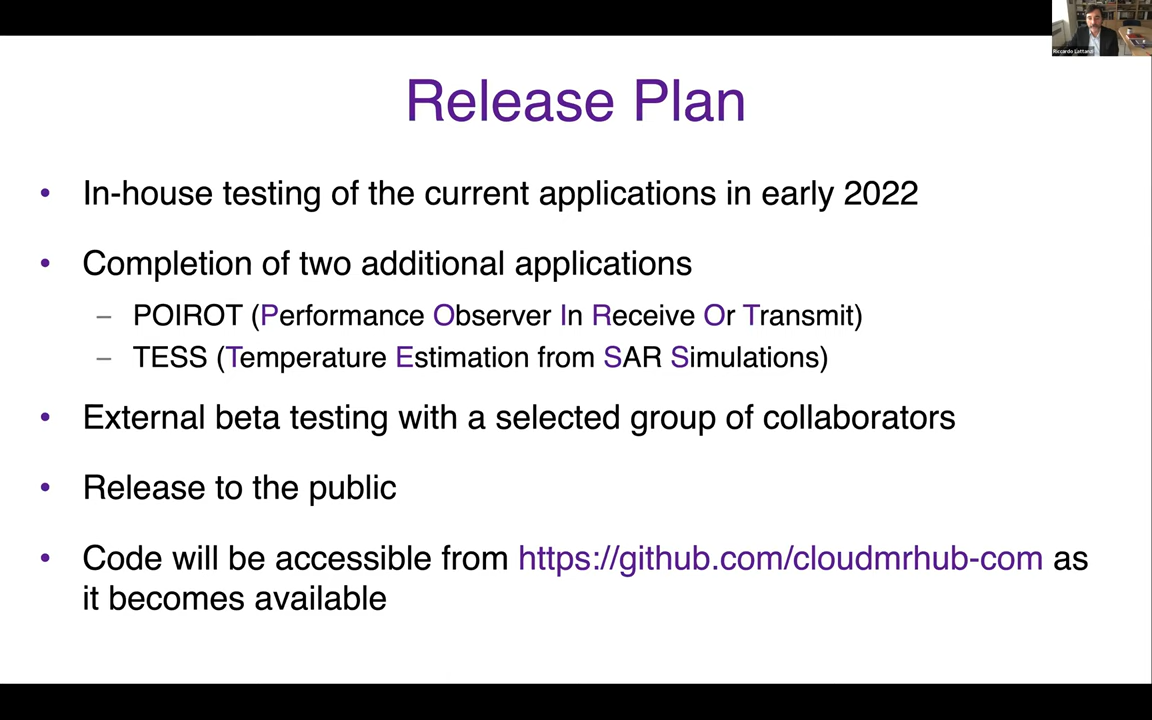 Riccardo Lattanzi
Release Plan
• In-house testing of the current applications in early 2022
• Completion of two additional applications
– POIROT (Performance Observer In Receive Or Transmit)
– TESS (Temperature Estimation from SAR Simulations)
• External beta testing with a selected group of collaborators
• Release to the public
• Code will be accessible from https://github.com/cloudmrhub-com as
it becomes available